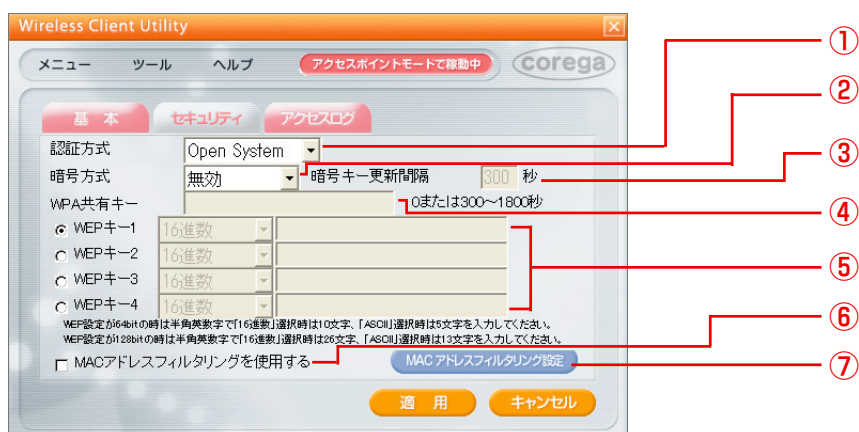 Wireless Client Utility
メニュー ツール ヘルプ アクセスポイントモードで稼動中 corega
基本 セキュリティ アクセスログ
認証方式 Open System
暗号方式 無効 暗号キー更新間隔 300 秒
WPA共有キー 0または300～1800秒
WEPキー1 16進数
WEPキー2 16進数
WEPキー3 16進数
WEPキー4 16進数
WEP設定が64bitの時は半角英数字で「16進数」選択時は10文字、「ASCII」選択時は5文字を入力してください。
WEP設定が128bitの時は半角英数字で「16進数」選択時は26文字、「ASCII」選択時は13文字を入力してください。
MACアドレスフィルタリングを使用する MACアドレスフィルタリング設定
適用 キャンセル
①
②
③
④
⑤
⑥
⑦